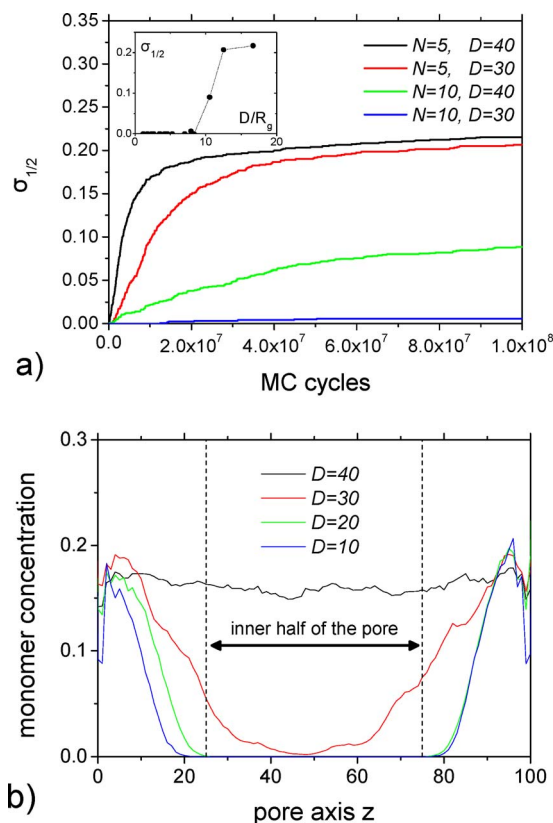 σ1/2
0.2
0.1
0.0
0
10
20
D/Rg
N=5, D=40
N=5, D=30
N=10, D=40
N=10, D=30
0.35
0.30
0.25
0.20
0.15
0.10
0.05
0.00
σ1/2
0.0 2.0x10^7 4.0x10^7 6.0x10^7 8.0x10^7 1.0x10^8
MC cycles
a)
D=40
D=30
D=20
D=10
inner half of the pore
0.3
0.2
0.1
0.0
monomer concentration
0 20 40 60 80 100
pore axis z
b)